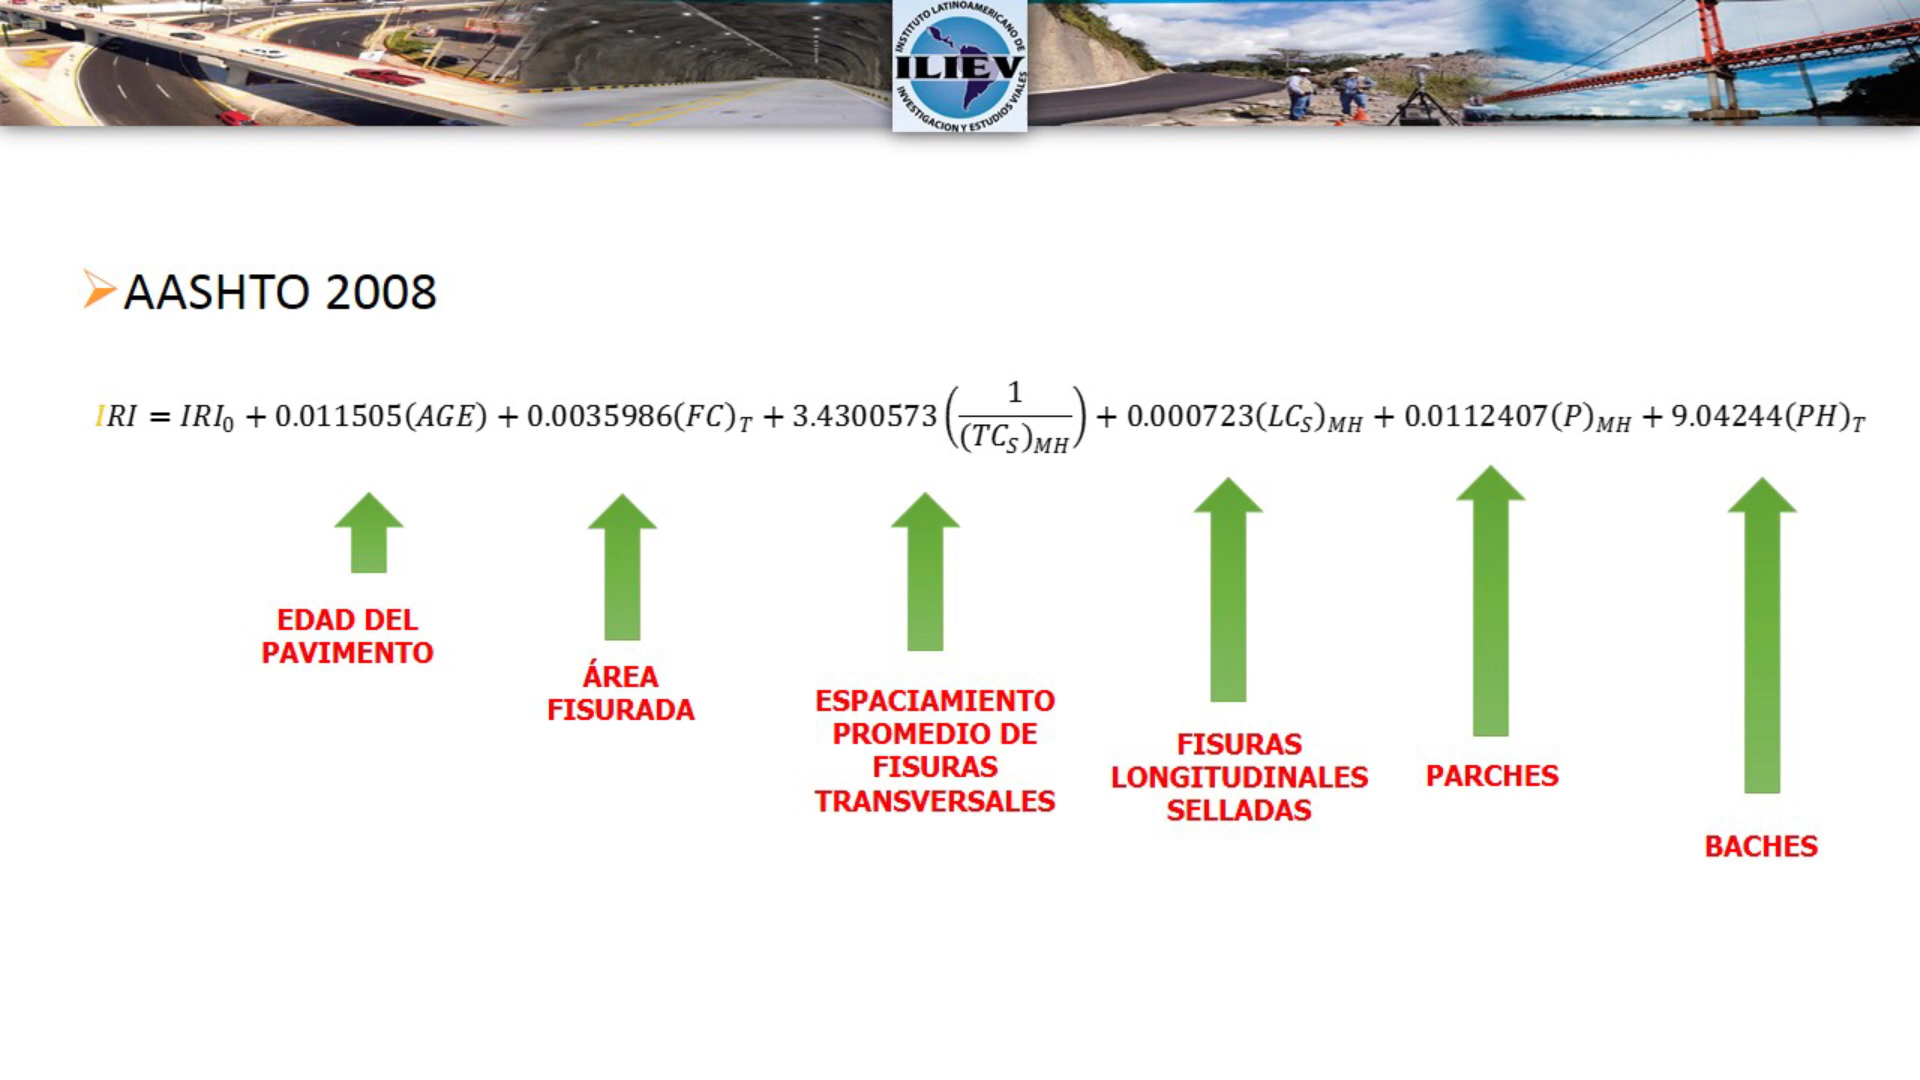 INSTITUTO LATINOAMERICANO DE
ILIEV
INVESTIGACION Y ESTUDIOS VIALES
AASHTO 2008
IRI = IRI₀ + 0.011505(AGE) + 0.0035986(FC)_T + 3.4300573 (1/(TC_S)_MH) + 0.000723(LC_S)_MH + 0.0112407(P)_MH + 9.04244(PH)_T
EDAD DEL
PAVIMENTO
ÁREA
FISURADA
ESPACIAMIENTO
PROMEDIO DE
FISURAS
TRANSVERSALES
FISURAS
LONGITUDINALES
SELLADAS
PARCHES
BACHES